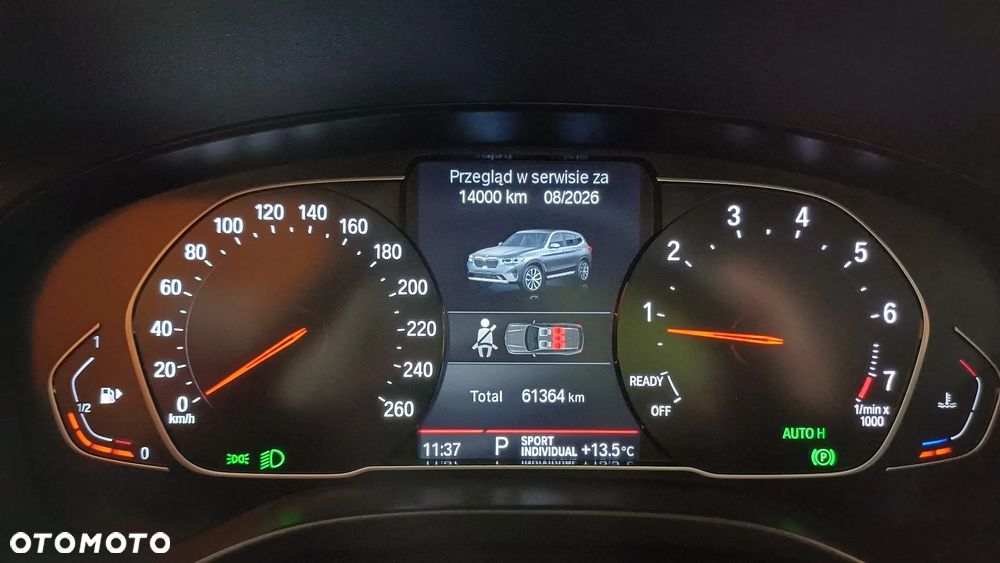 Przegląd w serwisie za
14000 km 08/2026
0
20
40
60
80
100
120
140
160
180
200
220
240
260
km/h
1
2
3
4
5
6
7
1/min x
1000
READY
OFF
1
1/2
0
Total 61364 km
11:37 P SPORT INDIVIDUAL +13.5°C
AUTO H
P
OTOMOTO